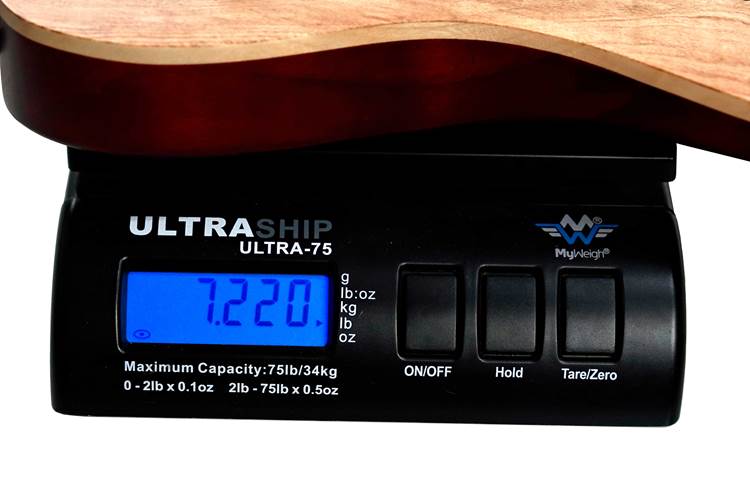 ULTRASHIP
ULTRA-75
MW®
MyWeigh®
7.220
g
lb:oz
kg
lb
oz
Maximum Capacity:75lb/34kg
0 - 2lb x 0.1oz 2lb - 75lb x 0.5oz
ON/OFF
Hold
Tare/Zero